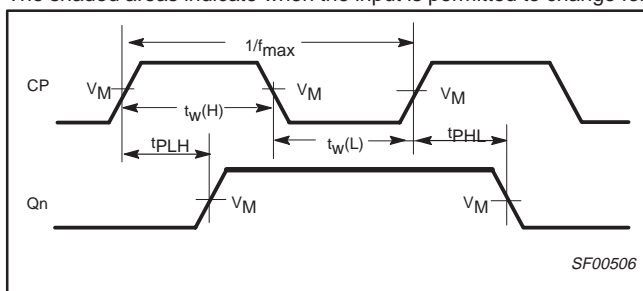 The shaded areas indicate when the input is permitted to change for
1/fmax
CP
VM
VM
VM
tw(H)
tw(L)
tPHL
tPLH
Qn
VM
VM
SF00506